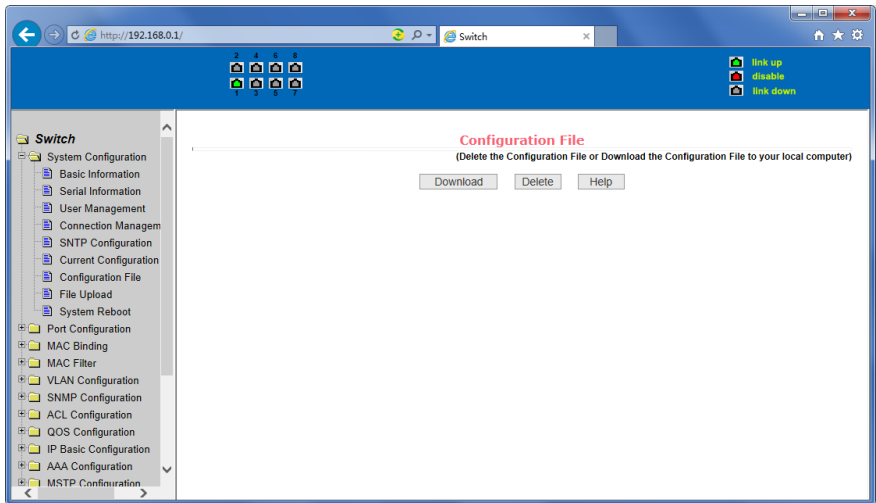 http://192.168.0.1/
Switch
2 4 6 8
1 3 5 7
link up
disable
link down
Switch
System Configuration
Basic Information
Serial Information
User Management
Connection Managem
SNTP Configuration
Current Configuration
Configuration File
File Upload
System Reboot
Port Configuration
MAC Binding
MAC Filter
VLAN Configuration
SNMP Configuration
ACL Configuration
QOS Configuration
IP Basic Configuration
AAA Configuration
MSTP Configuration
Configuration File
(Delete the Configuration File or Download the Configuration File to your local computer)
Download Delete Help